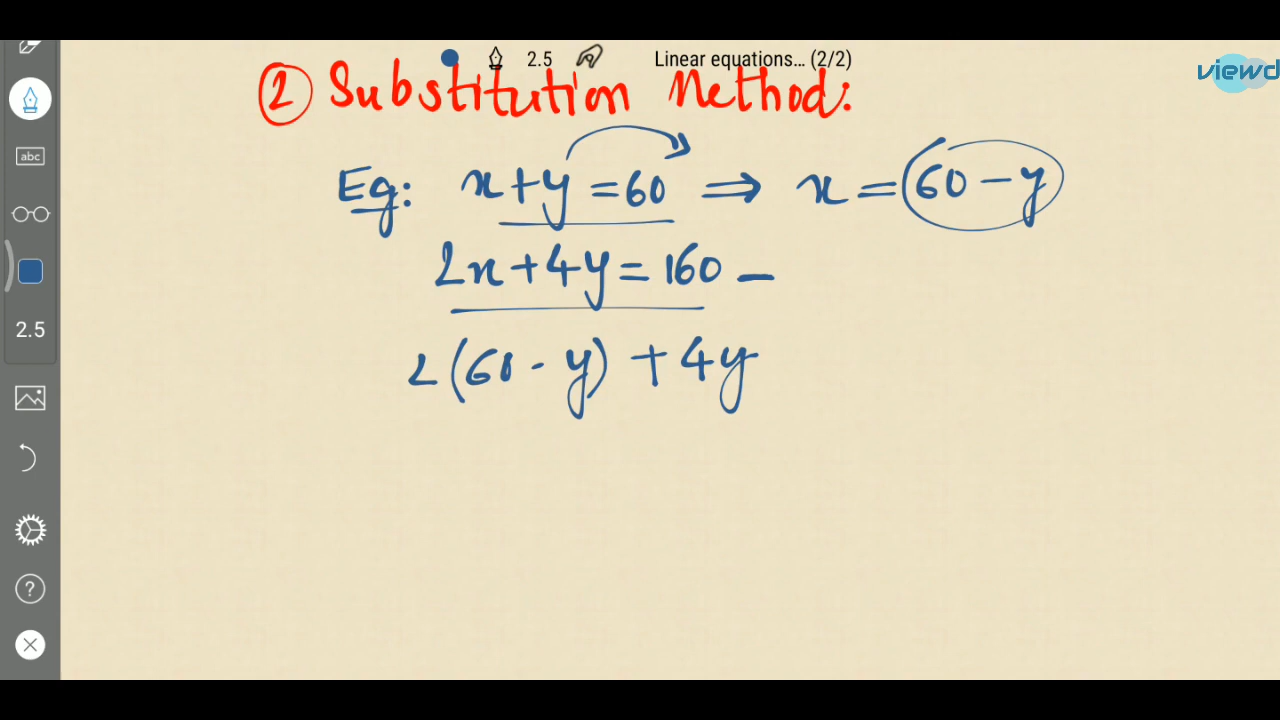 2.5 Linear equations... (2/2)
viewd
② Substitution Method:
abc
Eg: x+y=60 ⇒ x=60-y
2x+4y=160 -
2.5
2(60-y)+4y
?